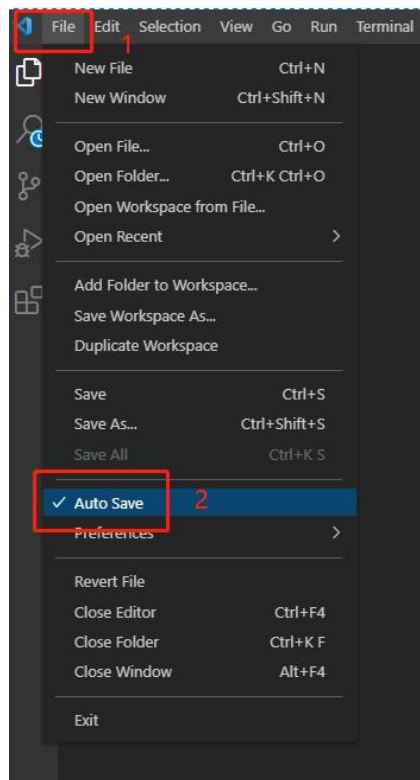 File Edit Selection View Go Run Terminal
1
New File Ctrl+N
New Window Ctrl+Shift+N
Open File... Ctrl+O
Open Folder... Ctrl+K Ctrl+O
Open Workspace from File...
Open Recent >
Add Folder to Workspace...
Save Workspace As...
Duplicate Workspace
Save Ctrl+S
Save As... Ctrl+Shift+S
Save All Ctrl+K S
✓ Auto Save 2
Preferences >
Revert File
Close Editor Ctrl+F4
Close Folder Ctrl+K F
Close Window Alt+F4
Exit